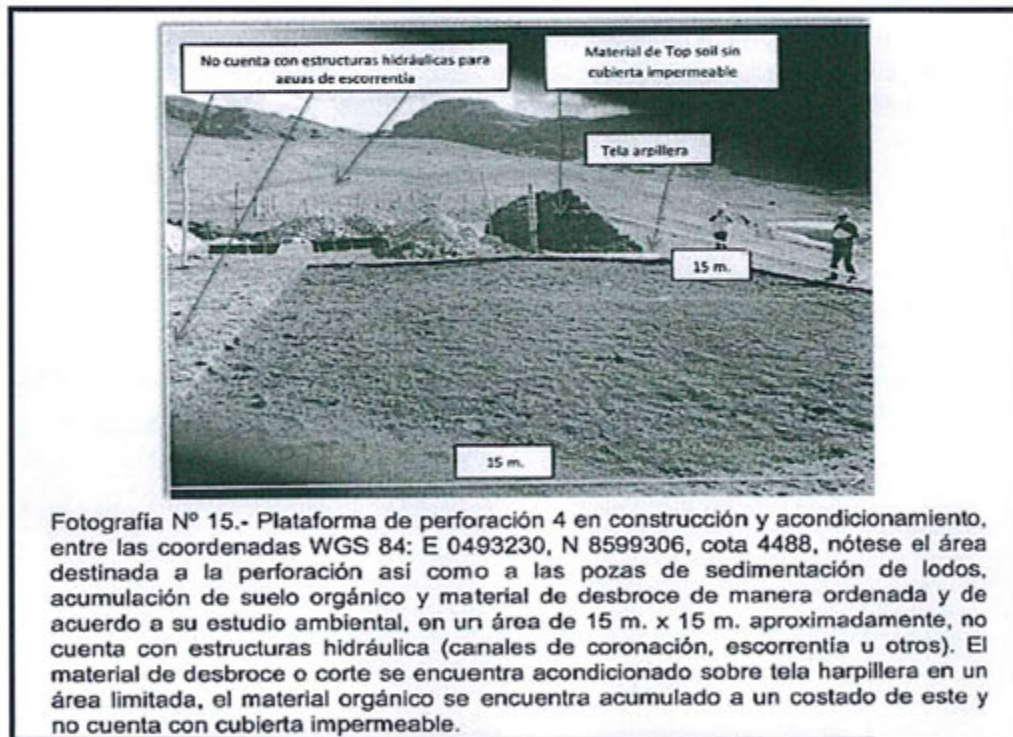 No cuenta con estructuras hidráulicas para
aguas de escorrentía
Material de Top soil sin
cubierta impermeable
Tela arpillera
15 m.
15 m.
Fotografía Nº 15.- Plataforma de perforación 4 en construcción y acondicionamiento,
entre las coordenadas WGS 84: E 0493230, N 8599306, cota 4488, nótese el área
destinada a la perforación así como a las pozas de sedimentación de lodos,
acumulación de suelo orgánico y material de desbroce de manera ordenada y de
acuerdo a su estudio ambiental, en un área de 15 m. x 15 m. aproximadamente, no
cuenta con estructuras hidráulica (canales de coronación, escorrentía u otros). El
material de desbroce o corte se encuentra acondicionado sobre tela harpillera en un
área limitada, el material orgánico se encuentra acumulado a un costado de este y
no cuenta con cubierta impermeable.